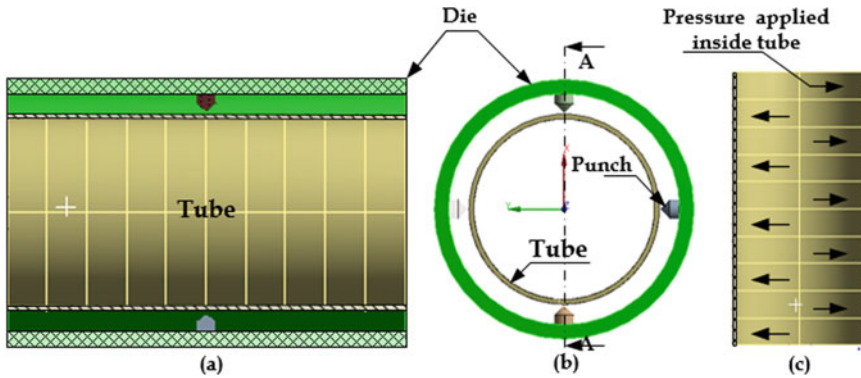 Die
Pressure applied
inside tube
A
X
Punch
Y
Z
Tube
Tube
A
(a)
(b)
(c)